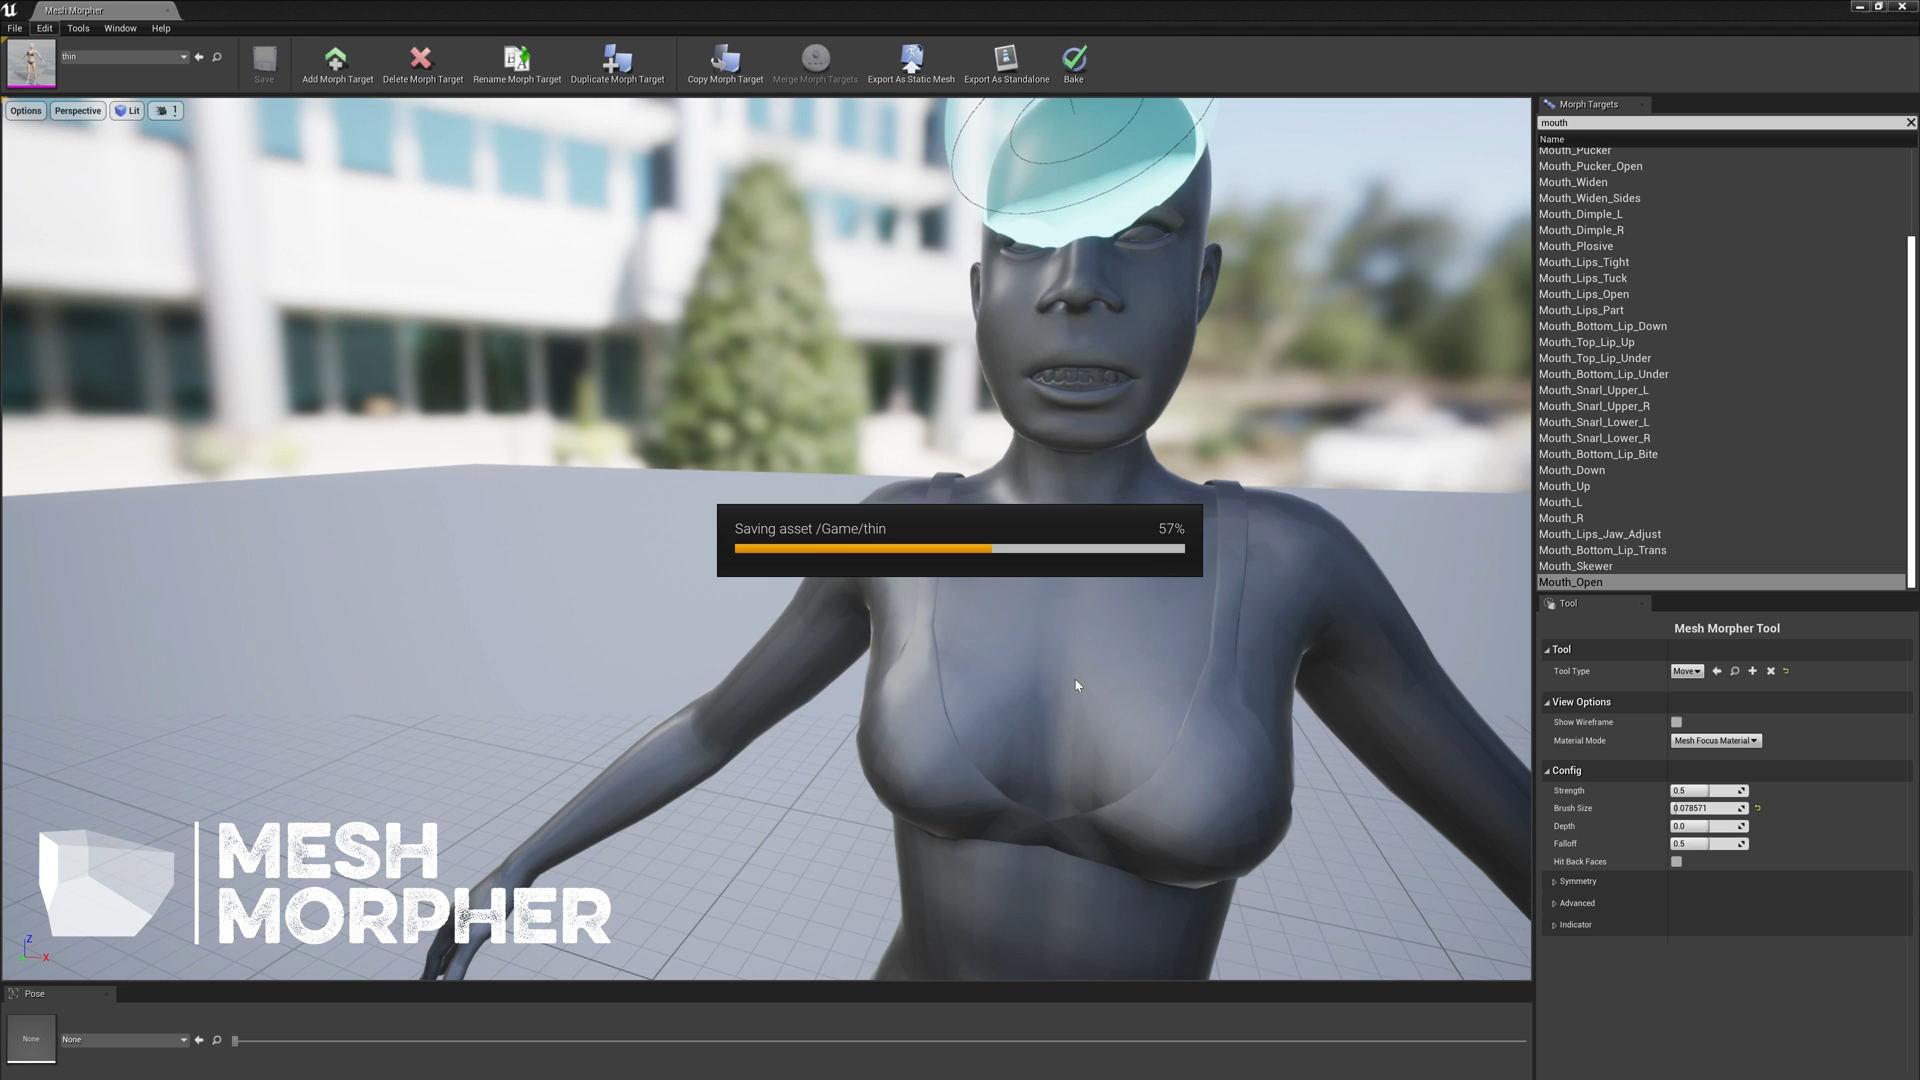 Mesh Morpher
File Edit Tools Window Help
thin
Save
Add Morph Target
Delete Morph Target
Rename Morph Target
Duplicate Morph Target
Copy Morph Target
Merge Morph Targets
Export As Static Mesh
Export As Standalone
Bake
Options
Perspective
Lit
1
Morph Targets
mouth
Name
Mouth_Pucker
Mouth_Pucker_Open
Mouth_Widen
Mouth_Widen_Sides
Mouth_Dimple_L
Mouth_Dimple_R
Mouth_Plosive
Mouth_Lips_Tight
Mouth_Lips_Tuck
Mouth_Lips_Open
Mouth_Lips_Part
Mouth_Bottom_Lip_Down
Mouth_Top_Lip_Up
Mouth_Top_Lip_Under
Mouth_Bottom_Lip_Under
Mouth_Snarl_Upper_L
Mouth_Snarl_Upper_R
Mouth_Snarl_Lower_L
Mouth_Snarl_Lower_R
Mouth_Bottom_Lip_Bite
Mouth_Down
Mouth_Up
Mouth_L
Mouth_R
Mouth_Lips_Jaw_Adjust
Mouth_Bottom_Lip_Trans
Mouth_Skewer
Mouth_Open
Saving asset /Game/thin 57%
Tool
Mesh Morpher Tool
Tool
Tool Type Move
View Options
Show Wireframe
Material Mode Mesh Focus Material
Config
Strength 0.5
Brush Size 0.078571
Depth 0.0
Falloff 0.5
Hit Back Faces
Symmetry
Advanced
Indicator
MESH
MORPHER
Z
X
Pose
None
None